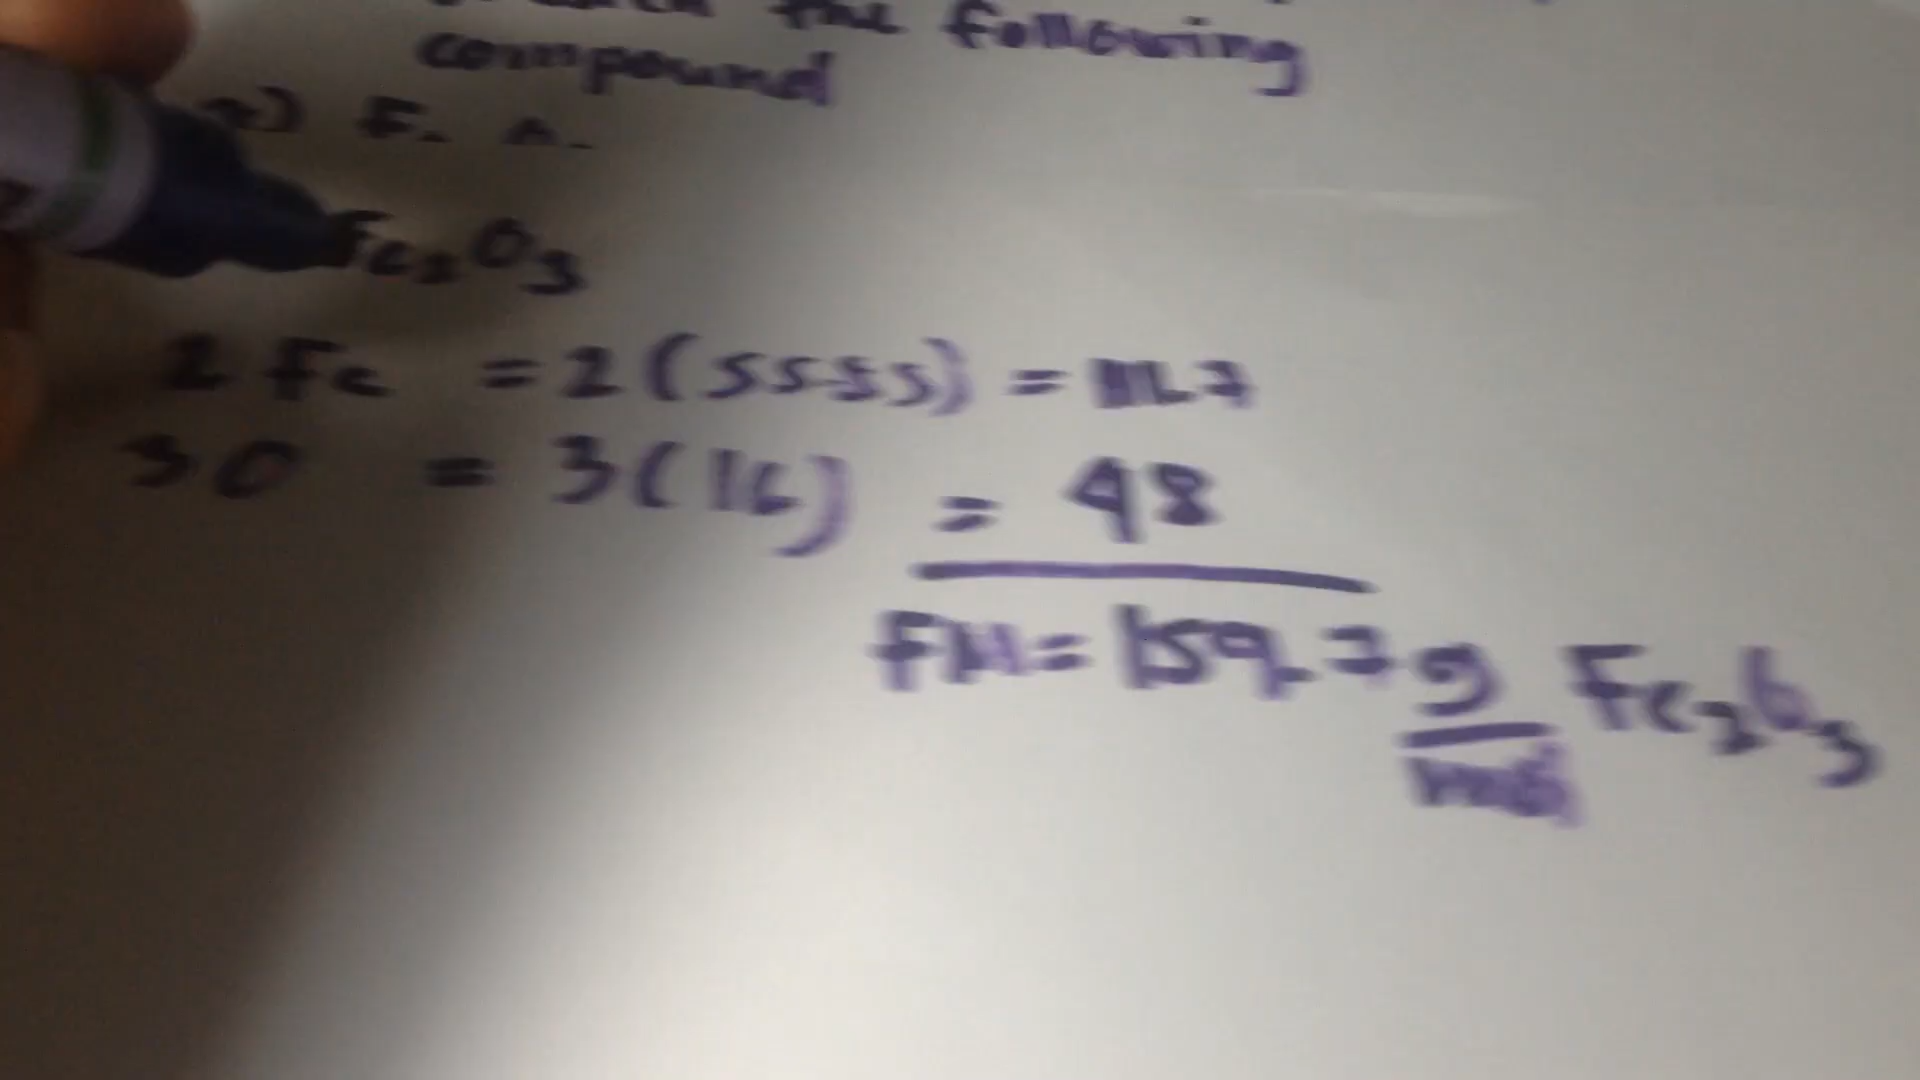 the following
compound
Fe2O3
2 Fe = 2 (55.85) = 111.7
3O = 3(16) = 48
FM = 159.7 g/mol Fe2O3